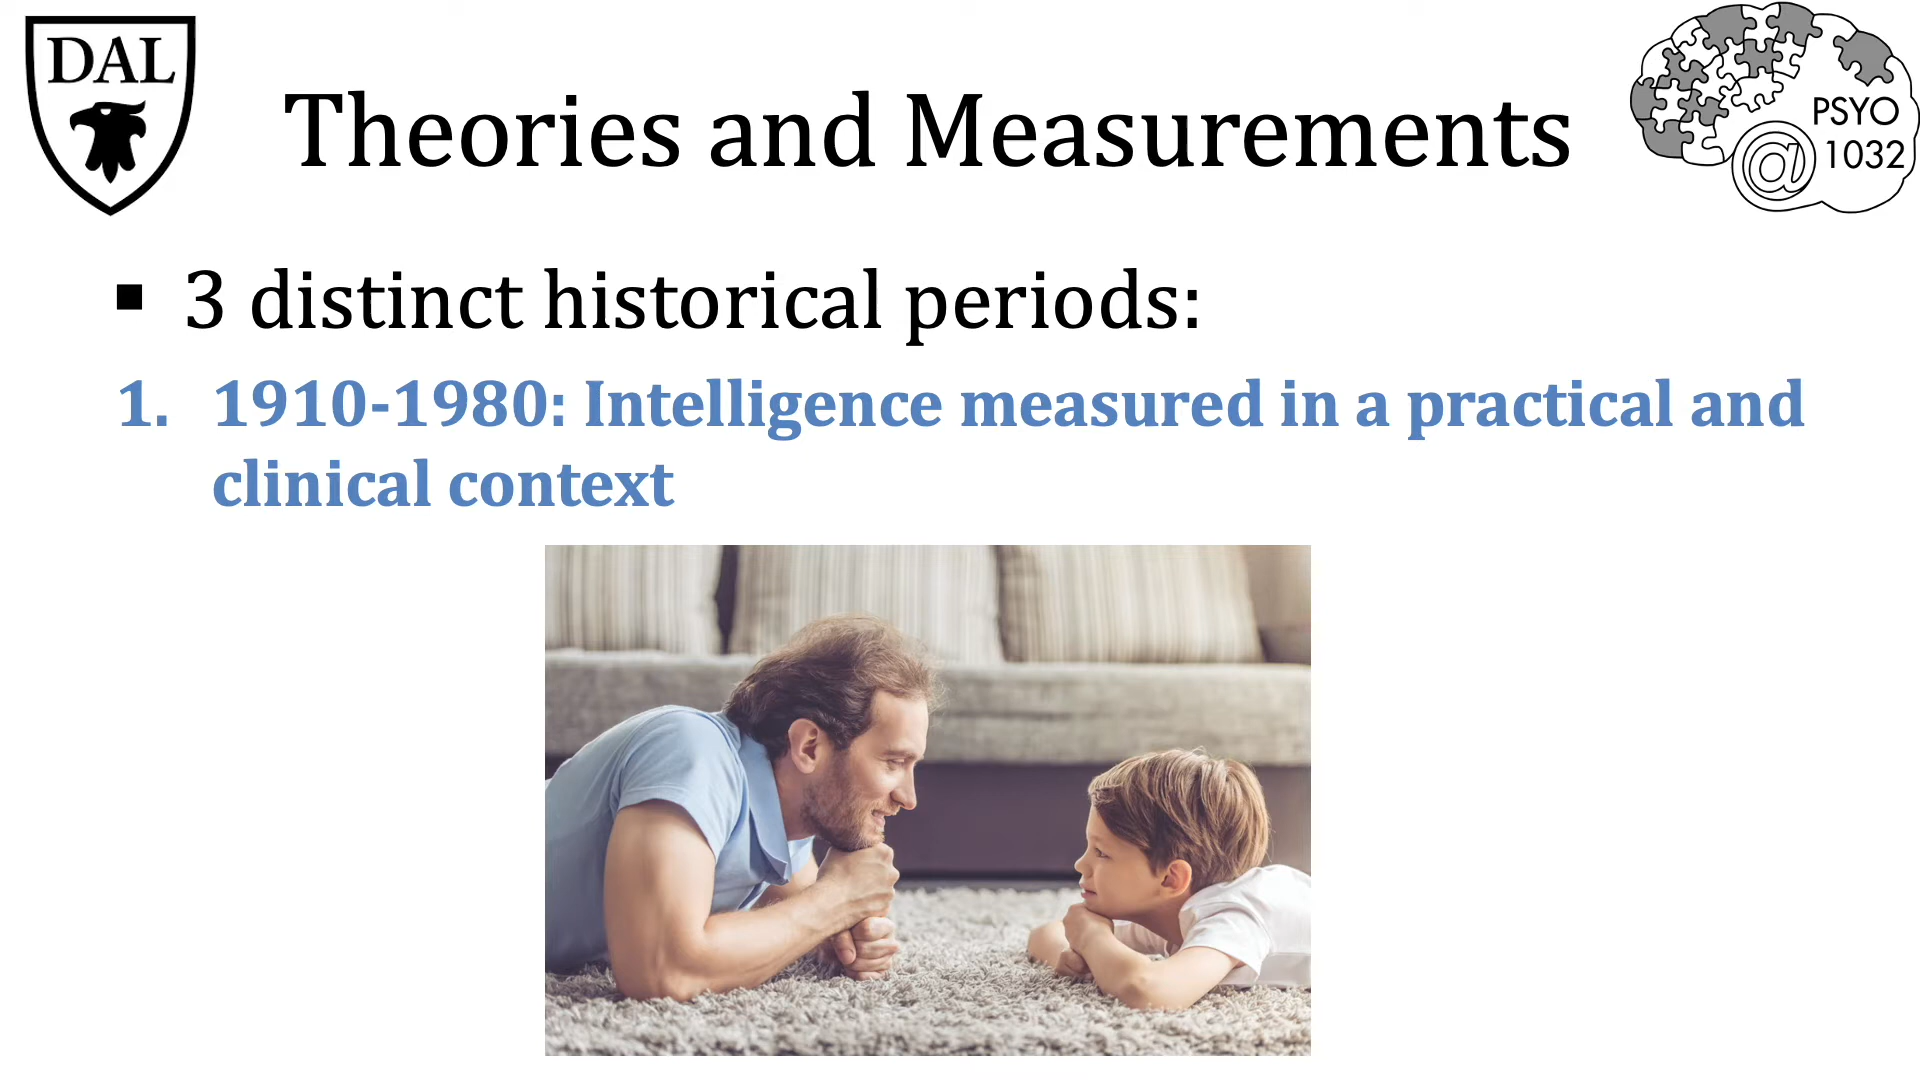 DAL
Theories and Measurements
PSYO
@ 1032
▪ 3 distinct historical periods:
1. 1910-1980: Intelligence measured in a practical and
clinical context